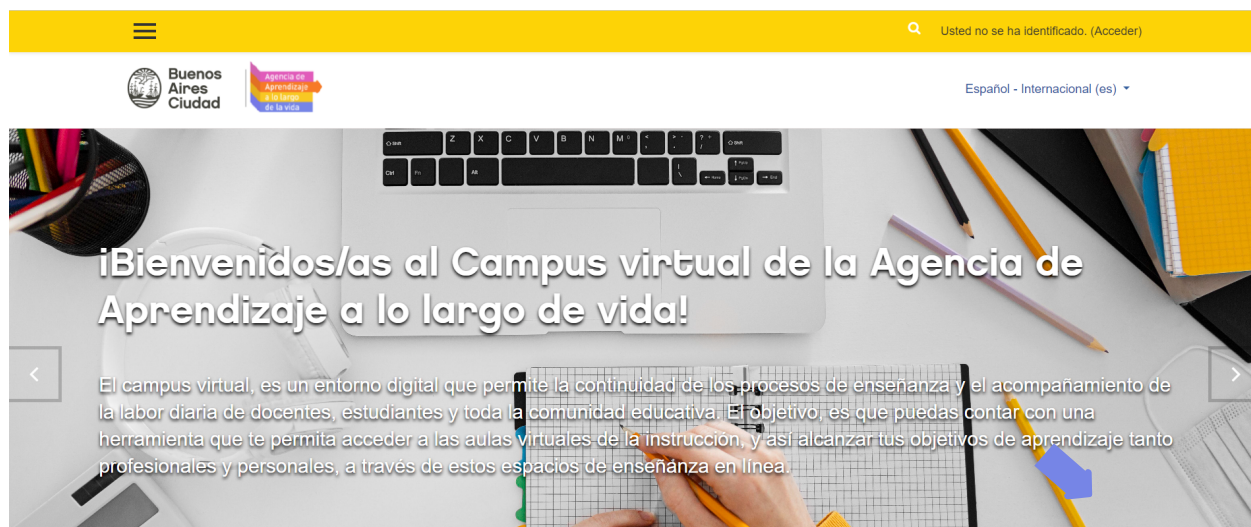 Usted no se ha identificado. (Acceder)
Buenos
Aires
Ciudad
Agencia de
Aprendizaje
a lo largo
de la vida
Español - Internacional (es)
¡Bienvenidos/as al Campus virtual de la Agencia de
Aprendizaje a lo largo de vida!
El campus virtual, es un entorno digital que permite la continuidad de los procesos de enseñanza y el acompañamiento de
la labor diaria de docentes, estudiantes y toda la comunidad educativa. El objetivo, es que puedas contar con una
herramienta que te permita acceder a las aulas virtuales de la instrucción, y así alcanzar tus objetivos de aprendizaje tanto
profesionales y personales, a través de estos espacios de enseñánza en línea.